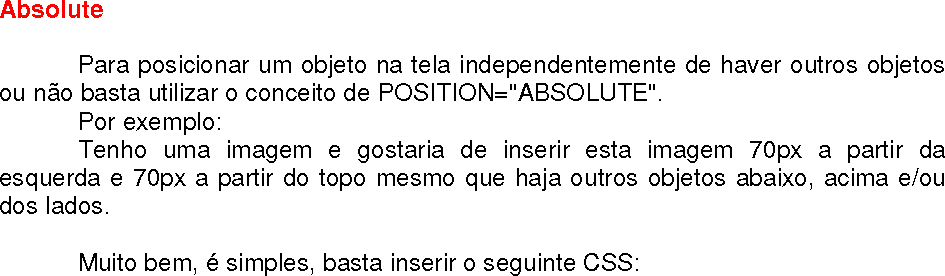 Absolute
Para posicionar um objeto na tela independentemente de haver outros objetos
ou não basta utilizar o conceito de POSITION="ABSOLUTE".
Por exemplo:
Tenho uma imagem e gostaria de inserir esta imagem 70px a partir da
esquerda e 70px a partir do topo mesmo que haja outros objetos abaixo, acima e/ou
dos lados.
Muito bem, é simples, basta inserir o seguinte CSS: